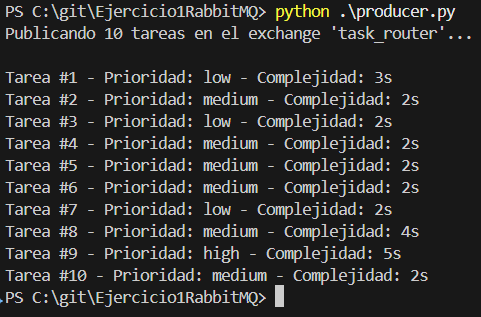 PS C:\git\Ejercicio1RabbitMQ> python .\producer.py
Publicando 10 tareas en el exchange 'task_router'...
Tarea #1 - Prioridad: low - Complejidad: 3s
Tarea #2 - Prioridad: medium - Complejidad: 2s
Tarea #3 - Prioridad: low - Complejidad: 2s
Tarea #4 - Prioridad: medium - Complejidad: 2s
Tarea #5 - Prioridad: medium - Complejidad: 2s
Tarea #6 - Prioridad: medium - Complejidad: 2s
Tarea #7 - Prioridad: low - Complejidad: 2s
Tarea #8 - Prioridad: medium - Complejidad: 4s
Tarea #9 - Prioridad: high - Complejidad: 5s
Tarea #10 - Prioridad: medium - Complejidad: 2s
PS C:\git\Ejercicio1RabbitMQ>